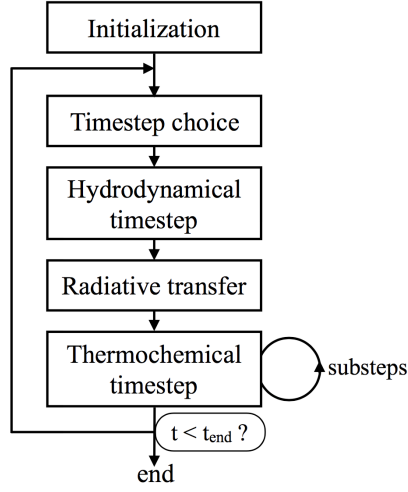 Initialization
Timestep choice
Hydrodynamical
timestep
Radiative transfer
Thermochemical
timestep
substeps
t < tend ?
end